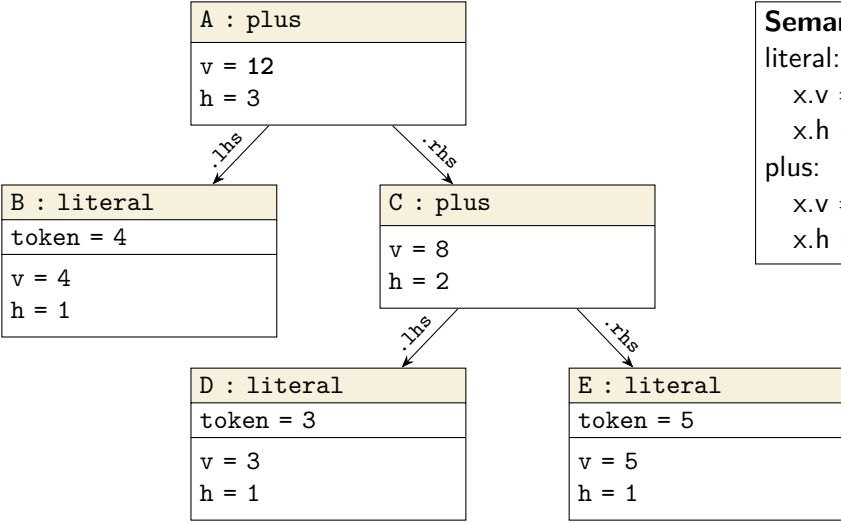 A : plus
v = 12
h = 3
.lhs
.rhs
B : literal
token = 4
v = 4
h = 1
C : plus
v = 8
h = 2
.lhs
.rhs
D : literal
token = 3
v = 3
h = 1
E : literal
token = 5
v = 5
h = 1
literal:
x.v
x.h
plus:
x.v
x.h